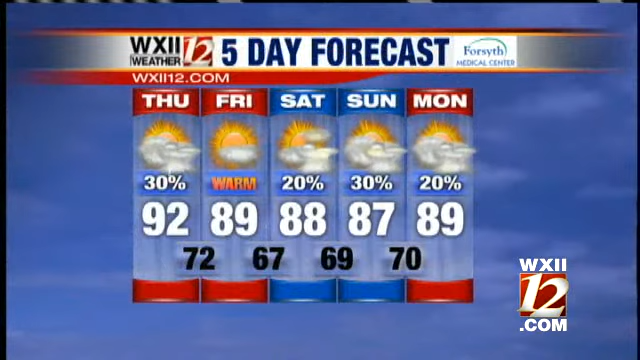 WXII 12 WEATHER 5 DAY FORECAST Forsyth MEDICAL CENTER
WXII12.COM
THU FRI SAT SUN MON
30% WARM 20% 30% 20%
92 89 88 87 89
72 67 69 70
WXII
12
.COM